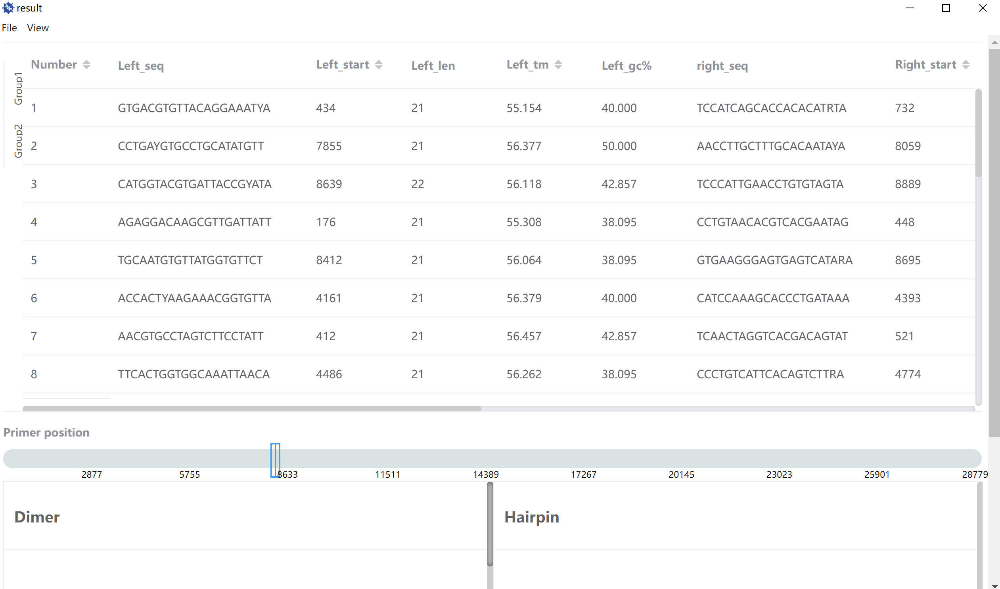 result
File View
Number Left_seq Left_start Left_len Left_tm Left_gc% right_seq Right_start
Group1
Group2
1 GTGACGTGTTACAGGAAATYA 434 21 55.154 40.000 TCCATCAGCACCACACATRTA 732
2 CCTGAYGTGCCTGCATATGTT 7855 21 56.377 50.000 AACCTTGCTTTGCACAATAYA 8059
3 CATGGTACGTGATTACCGYATA 8639 22 56.118 42.857 TCCCATTGAACCTGTGTAGTA 8889
4 AGAGGACAAGCGTTGATTATT 176 21 55.308 38.095 CCTGTAACACGTCACGAATAG 448
5 TGCAATGTGTTATGGTGTTCT 8412 21 56.064 38.095 GTGAAGGGAGTGAGTCATARA 8695
6 ACCACTYAAGAAACGGTGTTA 4161 21 56.379 40.000 CATCCAAAGCACCCTGATAAA 4393
7 AACGTGCCTAGTCTTCCTATT 412 21 56.457 42.857 TCAACTAGGTCACGACAGTAT 521
8 TTCACTGGTGGCAAATTAACA 4486 21 56.262 38.095 CCCTGTCATTCACAGTCTTRA 4774
Primer position
2877 5755 8633 11511 14389 17267 20145 23023 25901 28779
Dimer Hairpin